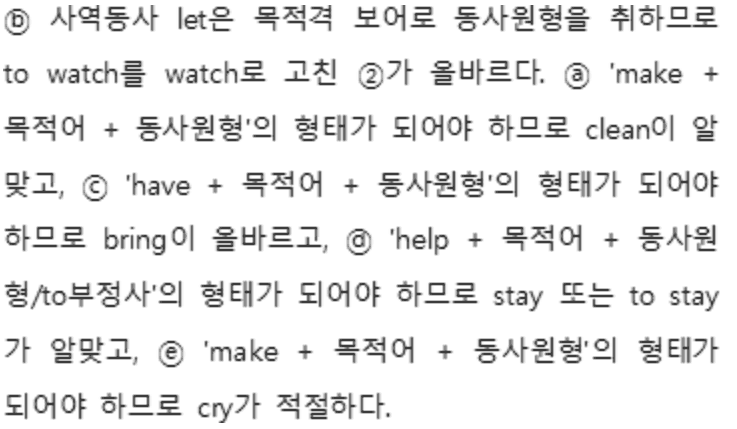 ⓑ 사역동사 let은 목적격 보어로 동사원형을 취하므로
to watch를 watch로 고친 ②가 올바르다. ⓐ 'make +
목적어 + 동사원형'의 형태가 되어야 하므로 clean이 알
맞고, ⓒ 'have + 목적어 + 동사원형'의 형태가 되어야
하므로 bring이 올바르고, ⓓ 'help + 목적어 + 동사원
형/to부정사'의 형태가 되어야 하므로 stay 또는 to stay
가 알맞고, ⓔ 'make + 목적어 + 동사원형'의 형태가
되어야 하므로 cry가 적절하다.